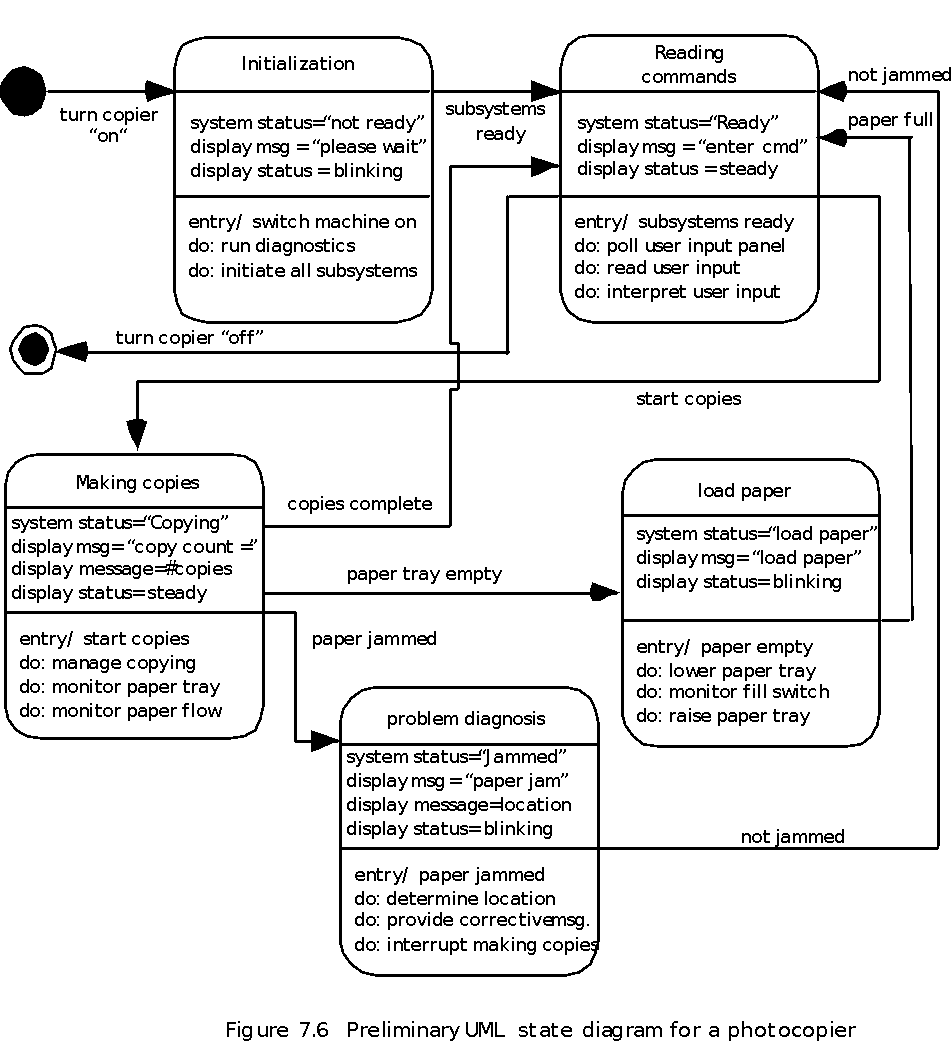 Initialization
system status="not ready"
display msg = "please wait"
display status = blinking
entry/ switch machine on
do: run diagnostics
do: initiate all subsystems
turn copier
"on"
subsystems
ready
Reading
commands
system status="Ready"
display msg = "enter cmd"
display status = steady
entry/ subsystems ready
do: poll user input panel
do: read user input
do: interpret user input
not jammed
paper full
turn copier "off"
start copies
Making copies
system status="Copying"
display msg= "copy count ="
display message=#copies
display status= steady
entry/ start copies
do: manage copying
do: monitor paper tray
do: monitor paper flow
copies complete
paper tray empty
paper jammed
load paper
system status="load paper"
display msg= "load paper"
display status= blinking
entry/ paper empty
do: lower paper tray
do: monitor fill switch
do: raise paper tray
problem diagnosis
system status="Jammed"
display msg = "paper jam"
display message=location
display status= blinking
entry/ paper jammed
do: determine location
do: provide correctivemsg.
do: interrupt making copies
not jammed
Figure 7.6 Preliminary UML state diagram for a photocopier